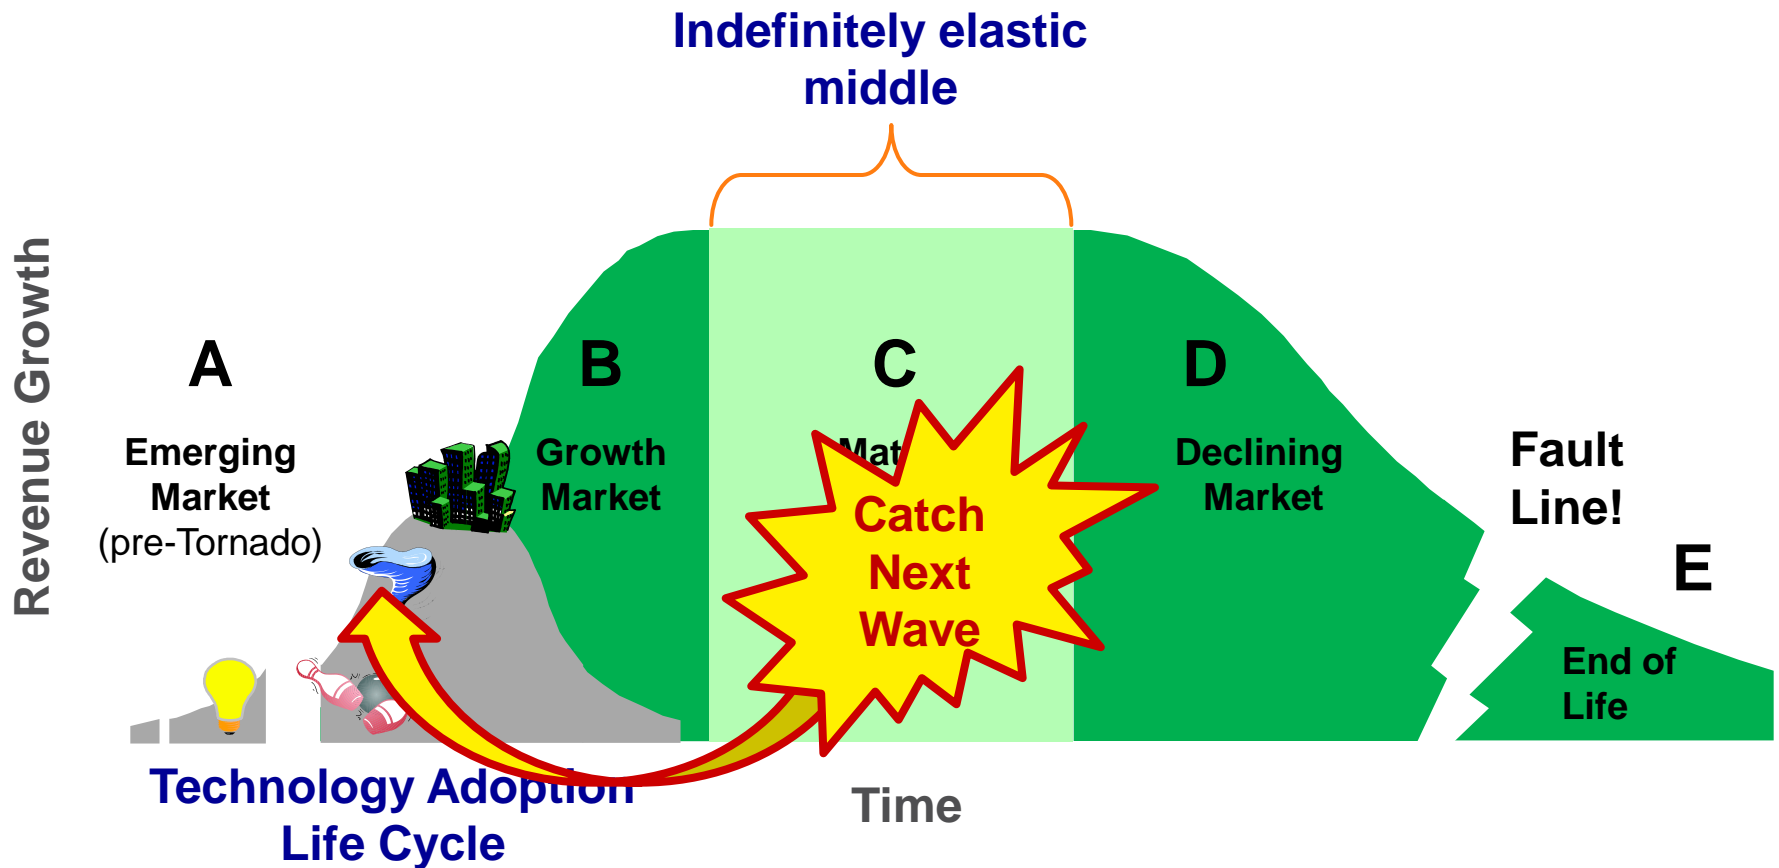 Indefinitely elastic
middle
Revenue Growth
A
Emerging
Market
(pre-Tornado)
B
Growth
Market
C
Catch
Next
Wave
D
Declining
Market
Fault
Line!
E
End of
Life
Technology Adoption
Life Cycle
Time